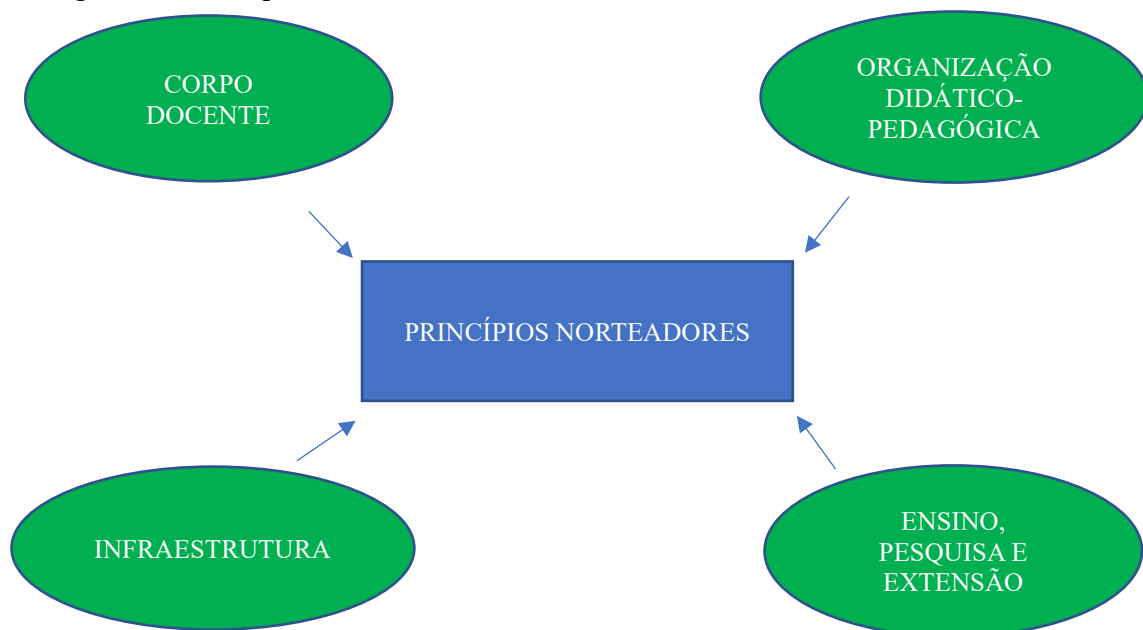 CORPO
DOCENTE
ORGANIZAÇÃO
DIDÁTICO-
PEDAGÓGICA
PRINCÍPIOS NORTEADORES
INFRAESTRUTURA
ENSINO,
PESQUISA E
EXTENSÃO